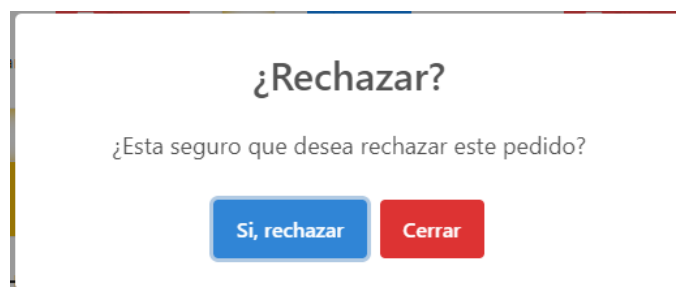 ¿Rechazar?
¿Esta seguro que desea rechazar este pedido?
Si, rechazar
Cerrar